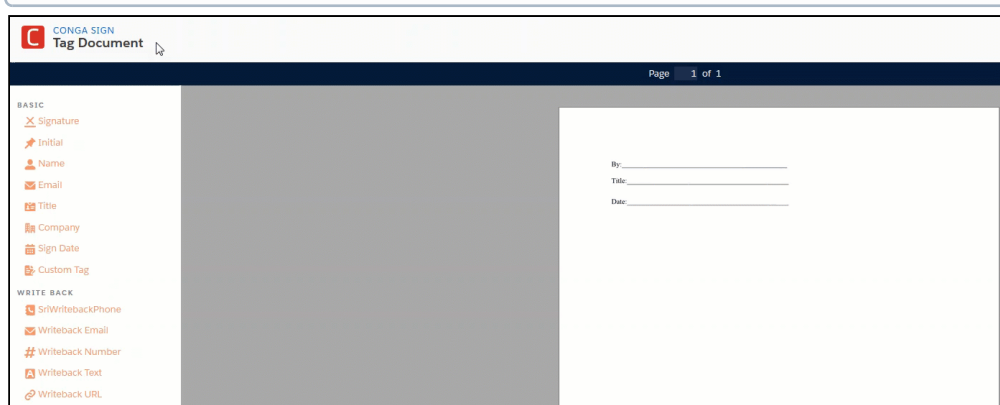 CONGA SIGN
Tag Document
Page 1 of 1
BASIC
Signature
Initial
Name
Email
Title
Company
Sign Date
Custom Tag
WRITE BACK
SriWritebackPhone
Writeback Email
Writeback Number
Writeback Text
Writeback URL
By:
Title:
Date: